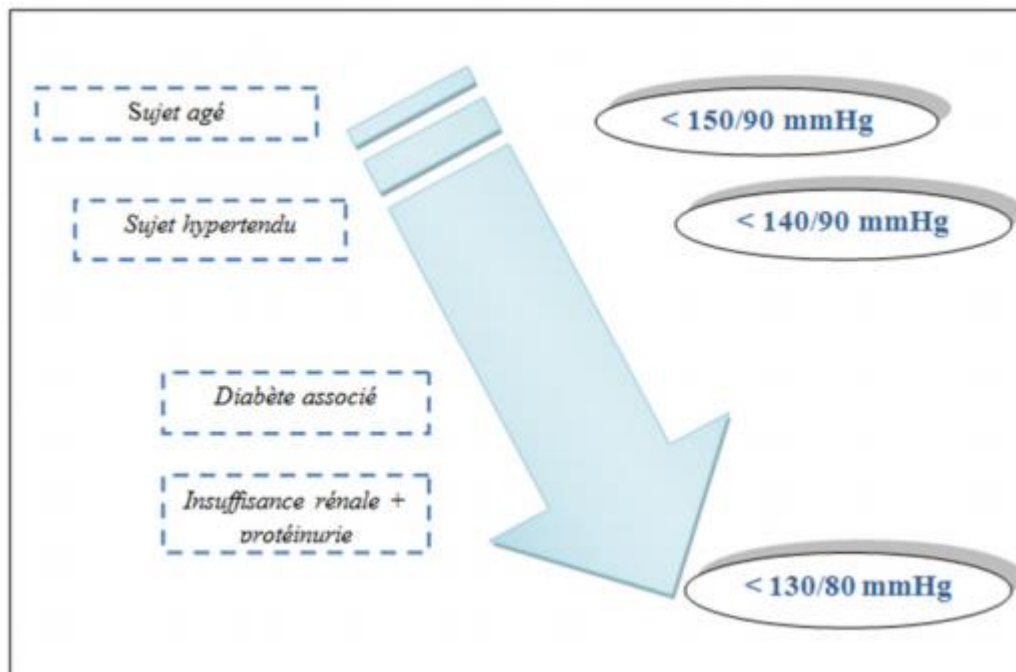 Sujet agé
< 150/90 mmHg
Sujet hypertendu
< 140/90 mmHg
Diabète associé
Insuffisance rénale +
protéinurie
< 130/80 mmHg